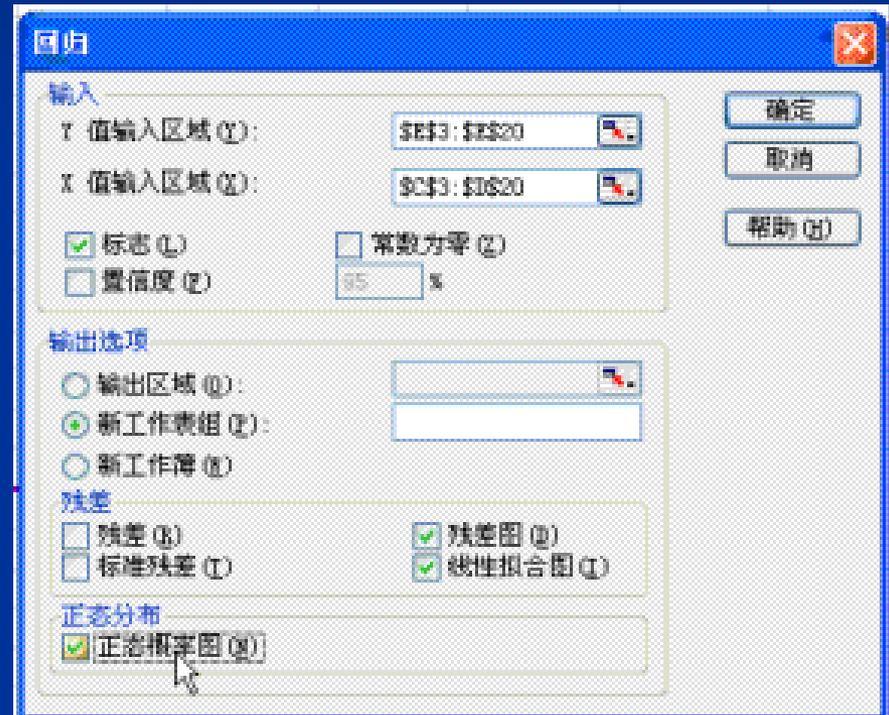 回归
输入
Y 值输入区域(Y): $E$3:$E$20
X 值输入区域(X): $C$3:$D$20
标志(L) 常数为零(Z)
置信度(F) 95 %
确定
取消
帮助(H)
输出选项
输出区域(O):
新工作表组(P):
新工作薄(W)
残差
残差(R) 残差图(D)
标准残差(T) 线性拟合图(I)
正态分布
正态概率图(N)